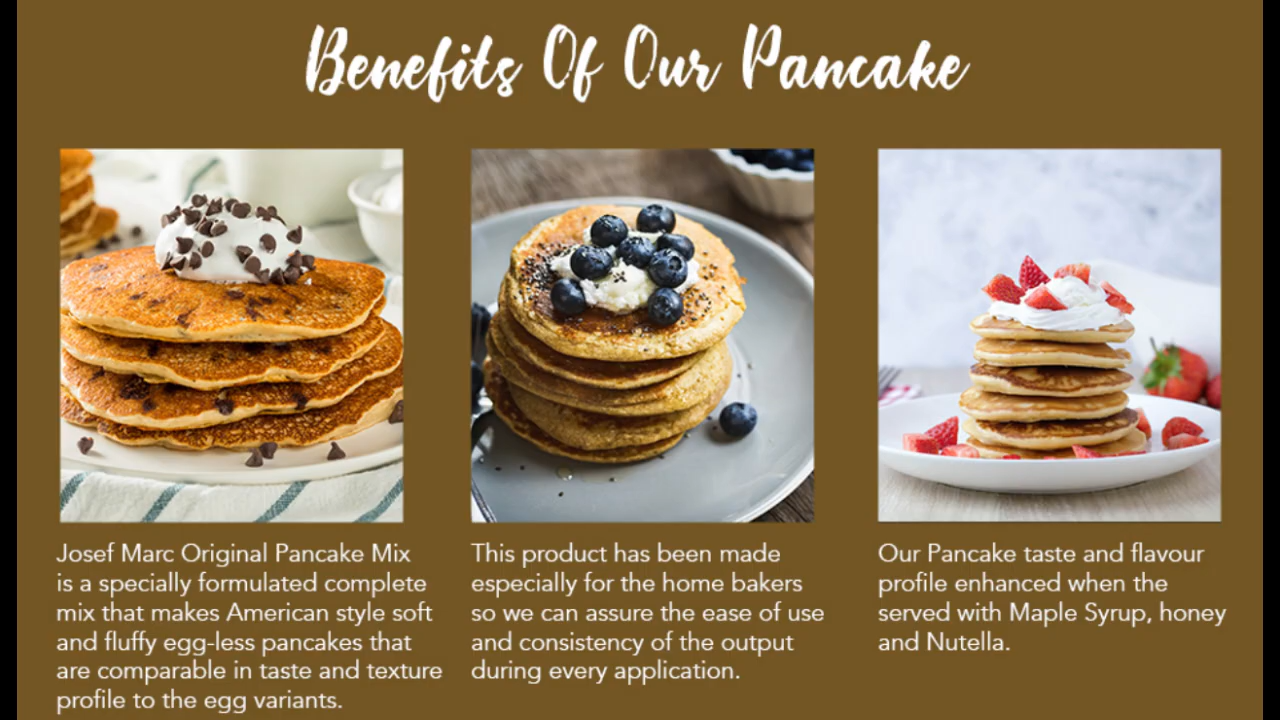 Benefits Of Our Pancake
Josef Marc Original Pancake Mix
is a specially formulated complete
mix that makes American style soft
and fluffy egg-less pancakes that
are comparable in taste and texture
profile to the egg variants.
This product has been made
especially for the home bakers
so we can assure the ease of use
and consistency of the output
during every application.
Our Pancake taste and flavour
profile enhanced when the
served with Maple Syrup, honey
and Nutella.